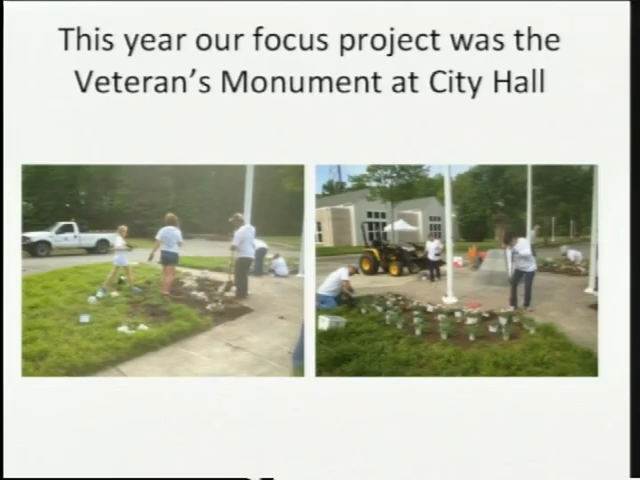 This year our focus project was the
Veteran’s Monument at City Hall